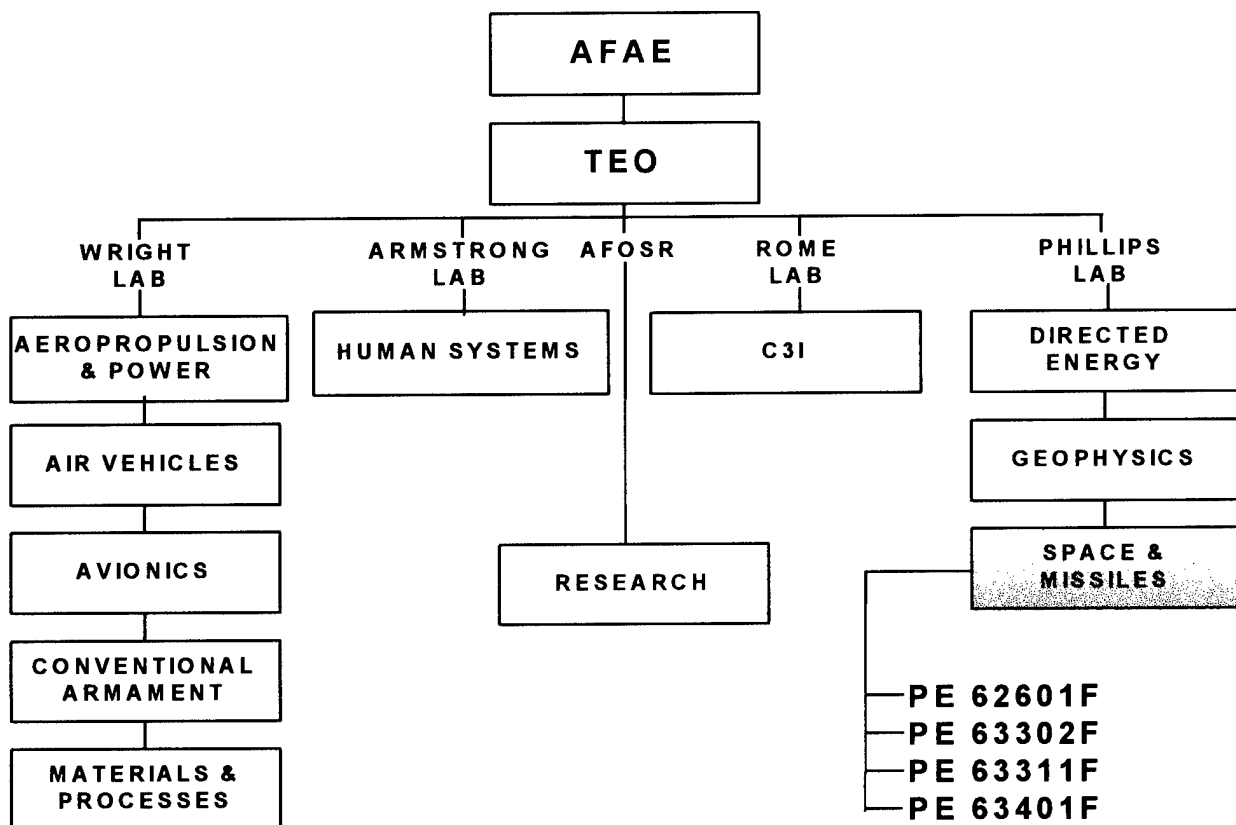 AFAE
TEO
WRIGHT
LAB
ARMSTRONG
LAB
AFOSR
ROME
LAB
PHILLIPS
LAB
AEROPROPULSION
& POWER
HUMAN SYSTEMS
C3I
DIRECTED
ENERGY
AIR VEHICLES
GEOPHYSICS
AVIONICS
RESEARCH
SPACE &
MISSILES
CONVENTIONAL
ARMAMENT
MATERIALS &
PROCESSES
PE 62601F
PE 63302F
PE 63311F
PE 63401F